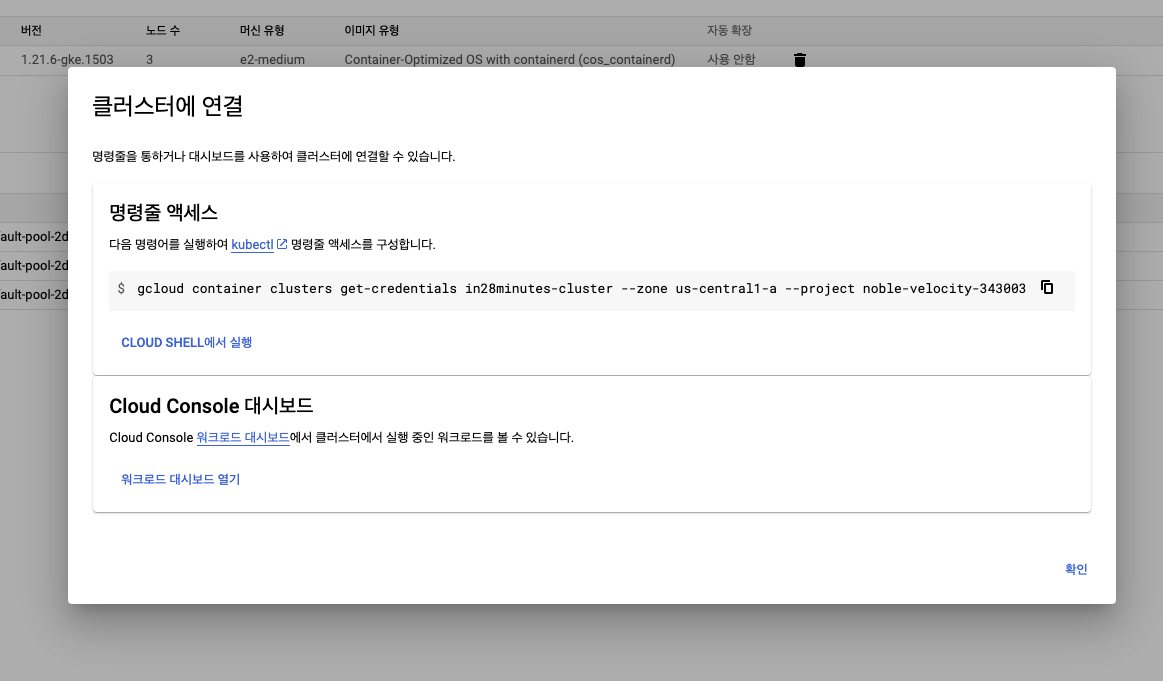 버전 노드 수 머신 유형 이미지 유형 자동 확장
1.21.6-gke.1503 3 e2-medium Container-Optimized OS with containerd (cos_containerd) 사용 안함
클러스터에 연결
명령줄을 통하거나 대시보드를 사용하여 클러스터에 연결할 수 있습니다.
명령줄 액세스
다음 명령어를 실행하여 kubectl 명령줄 액세스를 구성합니다.
$ gcloud container clusters get-credentials in28minutes-cluster --zone us-central1-a --project noble-velocity-343003
CLOUD SHELL에서 실행
Cloud Console 대시보드
Cloud Console 워크로드 대시보드에서 클러스터에서 실행 중인 워크로드를 볼 수 있습니다.
워크로드 대시보드 열기
확인
ault-pool-2d
ault-pool-2d
ault-pool-2d